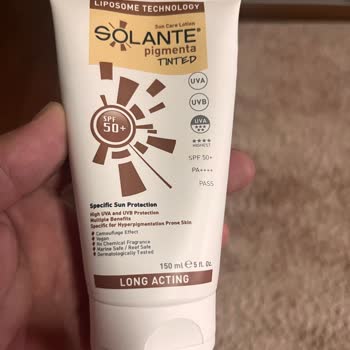 LIPOSOME TECHNOLOGY
Sun Care Lotion
SOLANTE®
pigmenta
TINTED
UVA
UVB
UVA
HIGHEST
SPF 50+
PA++++
PASS
SPF
50+
Specific Sun Protection
High UVA and UVB Protection
Multiple Benefits
Specific for Hyperpigmentation Prone Skin
Camouflage Effect
Vegan
No Chemical Fragrance
Marine Safe / Reef Safe
Dermatologically Tested
150 ml ℮ 5 fl. Oz.
LONG ACTING